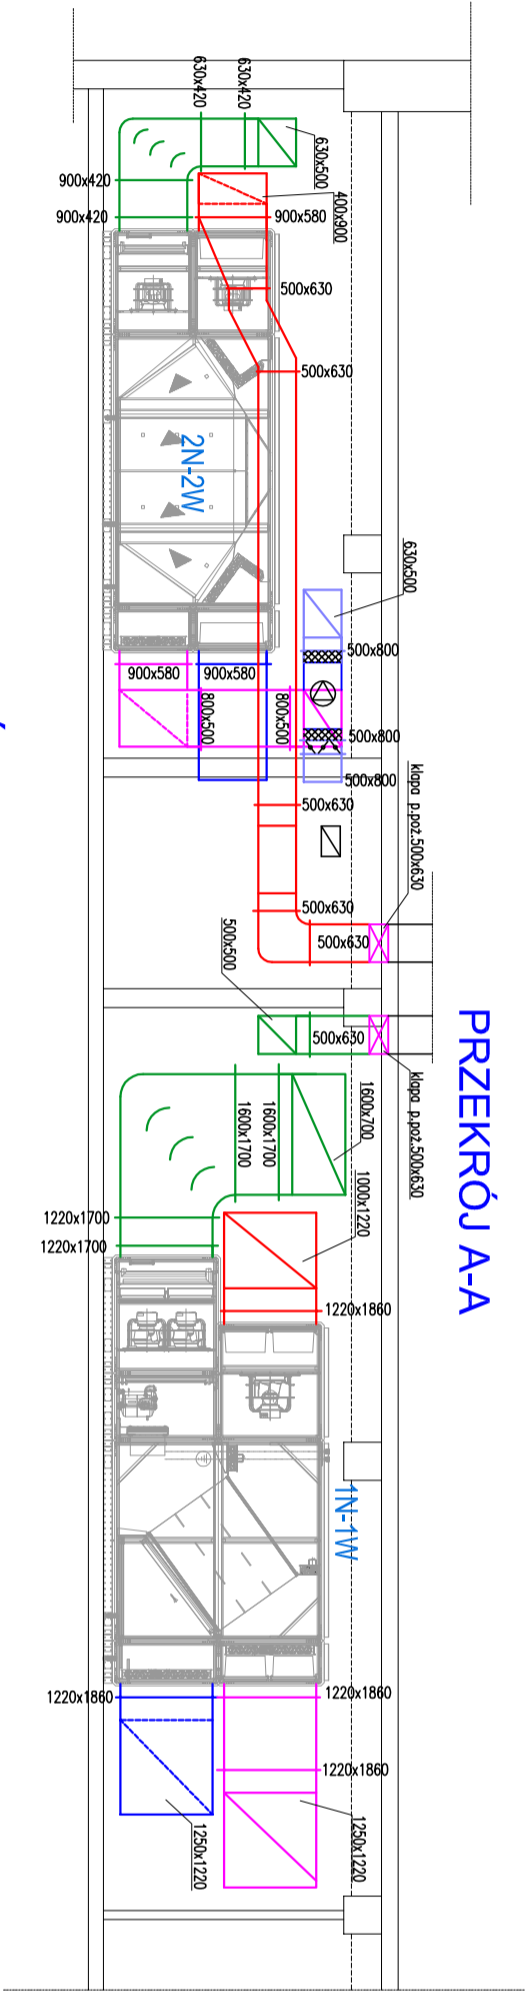 PRZEKRÓJ A-A
630x420
630x420
630x500
400x900
900x420
900x420
900x580
500x630
500x630
2N-2W
630x500
500x800
900x580
900x580
800x500
800x500
500x800
500x800
500x630
klapa p.poż.500x630
500x630
500x630
500x500
500x630
klapa p.poż.500x630
1600x700
1600x1700
1600x1700
1000x1220
1220x1700
1220x1700
1220x1860
1N-1W
1220x1860
1220x1860
1220x1860
1250x1220
1250x1220